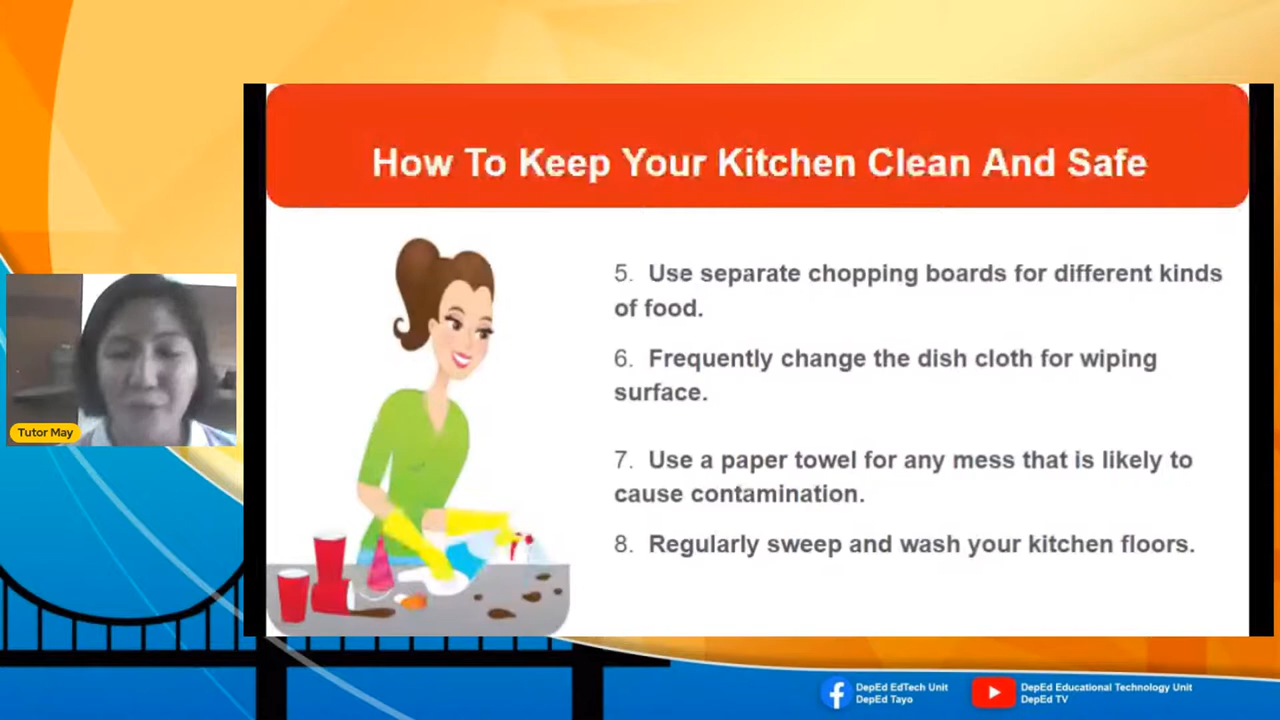 How To Keep Your Kitchen Clean And Safe
5. Use separate chopping boards for different kinds
of food.
6. Frequently change the dish cloth for wiping
surface.
7. Use a paper towel for any mess that is likely to
cause contamination.
8. Regularly sweep and wash your kitchen floors.
Tutor May
DepEd EdTech Unit
DepEd Tayo
DepEd Educational Technology Unit
DepEd TV